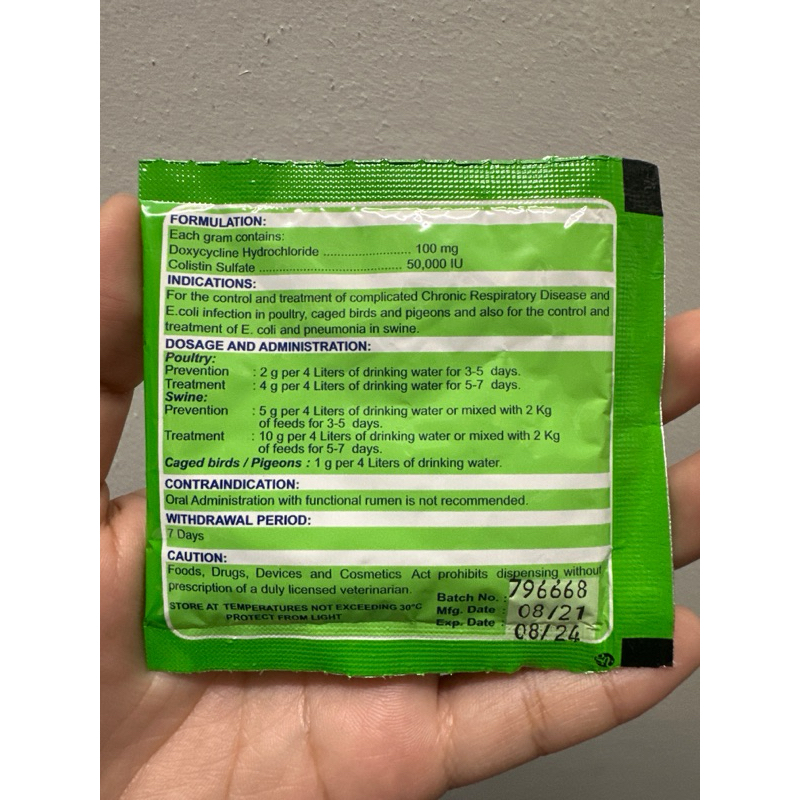 FORMULATION:
Each gram contains:
Doxycycline Hydrochloride ........................... 100 mg
Colistin Sulfate ............................................ 50,000 IU
INDICATIONS:
For the control and treatment of complicated Chronic Respiratory Disease and
E.coli infection in poultry, caged birds and pigeons and also for the control and
treatment of E. coli and pneumonia in swine.
DOSAGE AND ADMINISTRATION:
Poultry:
Prevention : 2 g per 4 Liters of drinking water for 3-5 days.
Treatment : 4 g per 4 Liters of drinking water for 5-7 days.
Swine:
Prevention : 5 g per 4 Liters of drinking water or mixed with 2 Kg
of feeds for 3-5 days.
Treatment : 10 g per 4 Liters of drinking water or mixed with 2 Kg
of feeds for 5-7 days.
Caged birds / Pigeons : 1 g per 4 Liters of drinking water.
CONTRAINDICATION:
Oral Administration with functional rumen is not recommended.
WITHDRAWAL PERIOD:
7 Days
CAUTION:
Foods, Drugs, Devices and Cosmetics Act prohibits dispensing without
prescription of a duly licensed veterinarian.
STORE AT TEMPERATURES NOT EXCEEDING 30°C
PROTECT FROM LIGHT
Batch No. : 796668
Mfg. Date : 08/21
Exp. Date : 08/24